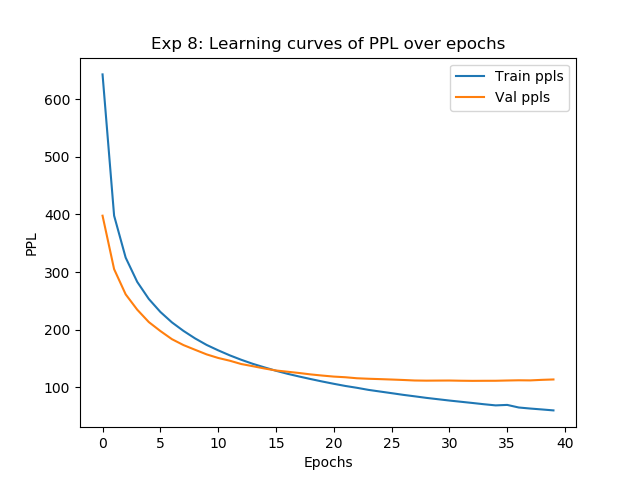 Exp 8: Learning curves of PPL over epochs
Train ppls
Val ppls
600
500
400
300
200
100
PPL
0 5 10 15 20 25 30 35 40
Epochs